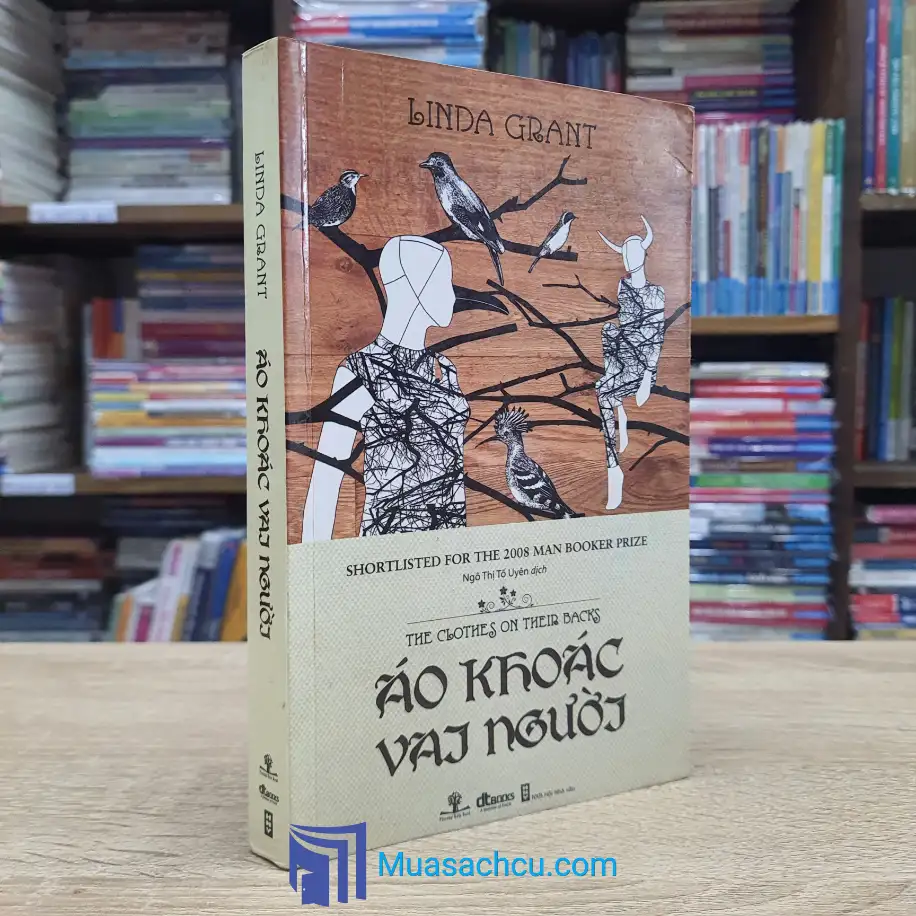 LINDA GRANT
ÁO KHOÁC VAI NGƯỜI
LINDA GRANT
SHORTLISTED FOR THE 2008 MAN BOOKER PRIZE
Ngô Thị Tố Uyên dịch
THE CLOTHES ON THEIR BACKS
ÁO KHOÁC
VAI NGƯỜI
dtBOOKS
Muasachcu.com